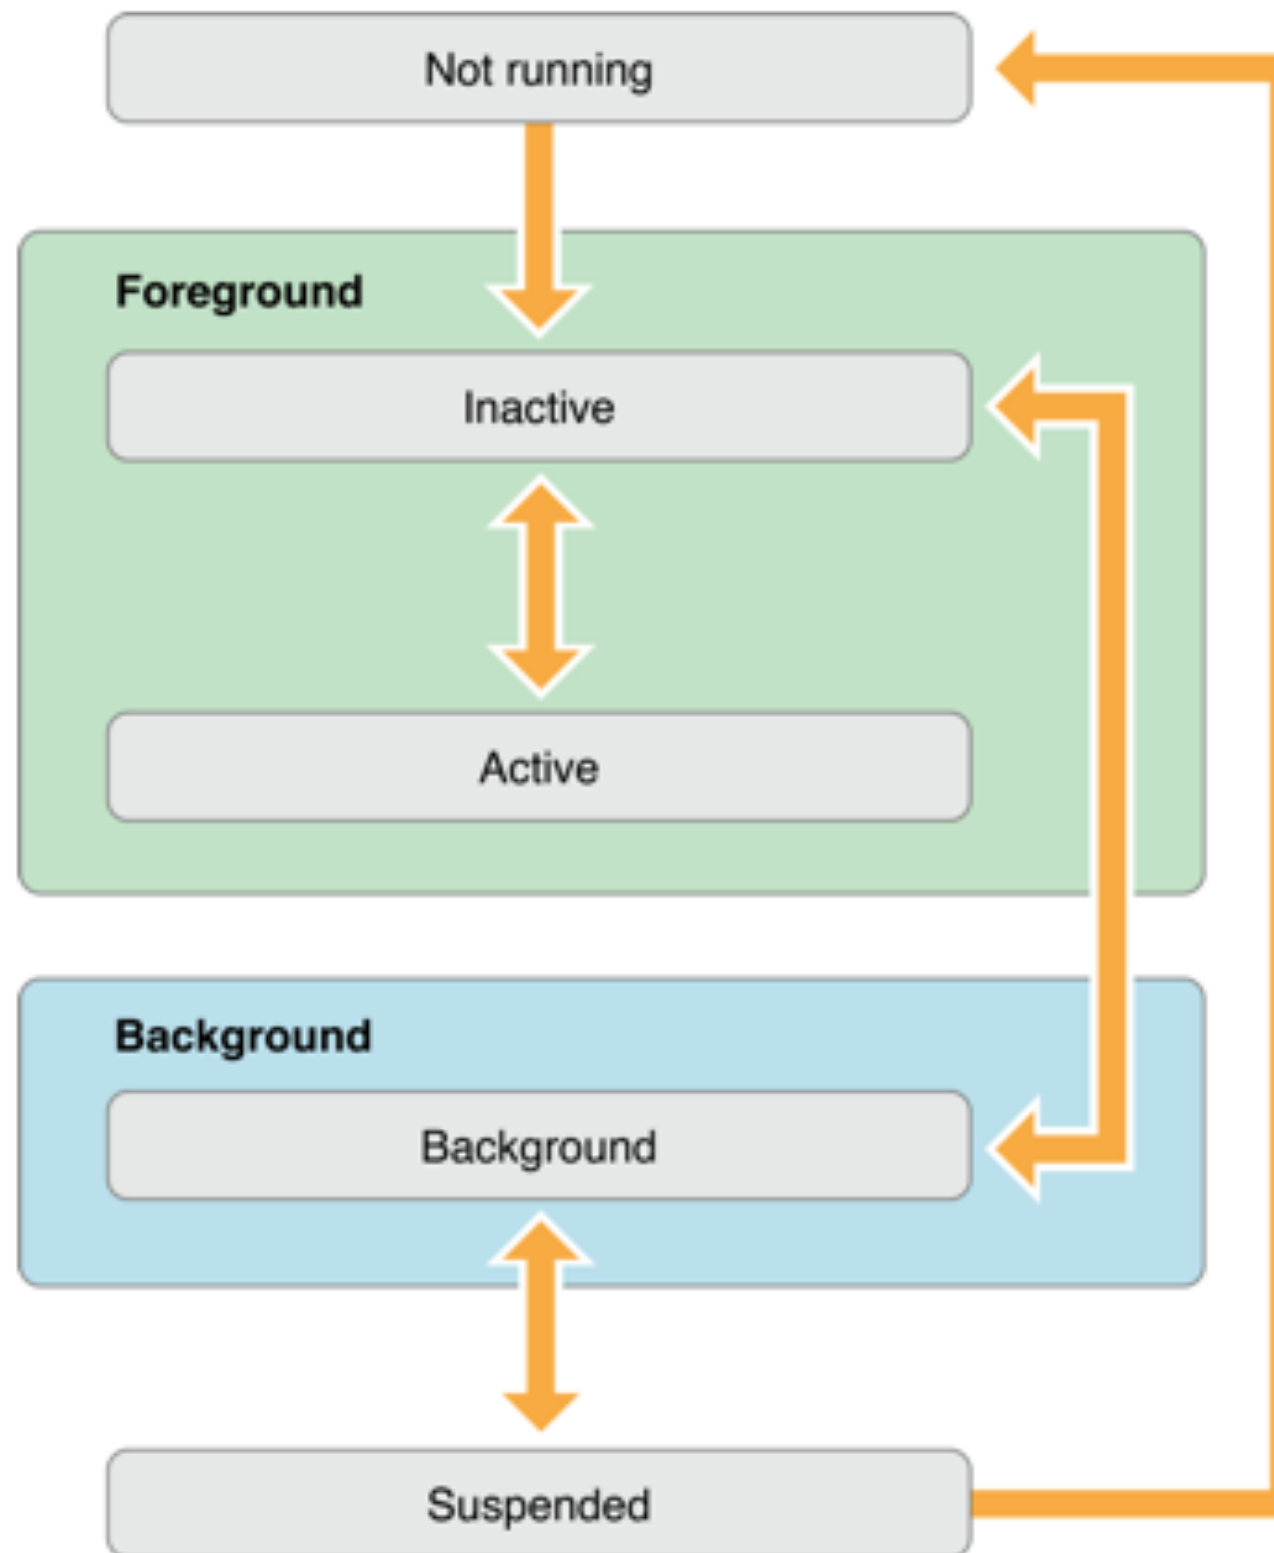 Not running
Foreground
Inactive
Active
Background
Background
Suspended